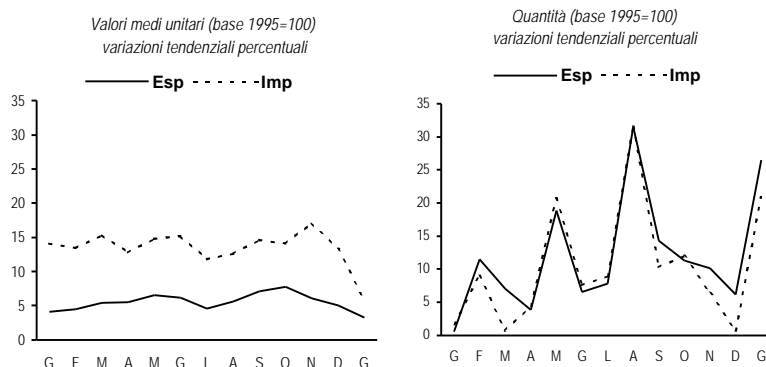 Valori medi unitari (base 1995=100)
variazioni tendenziali percentuali
Esp Imp
35
30
25
20
15
10
5
0
G F M A M G L A S O N D G
Quantità (base 1995=100)
variazioni tendenziali percentuali
Esp Imp
35
30
25
20
15
10
5
0
G F M A M G L A S O N D G